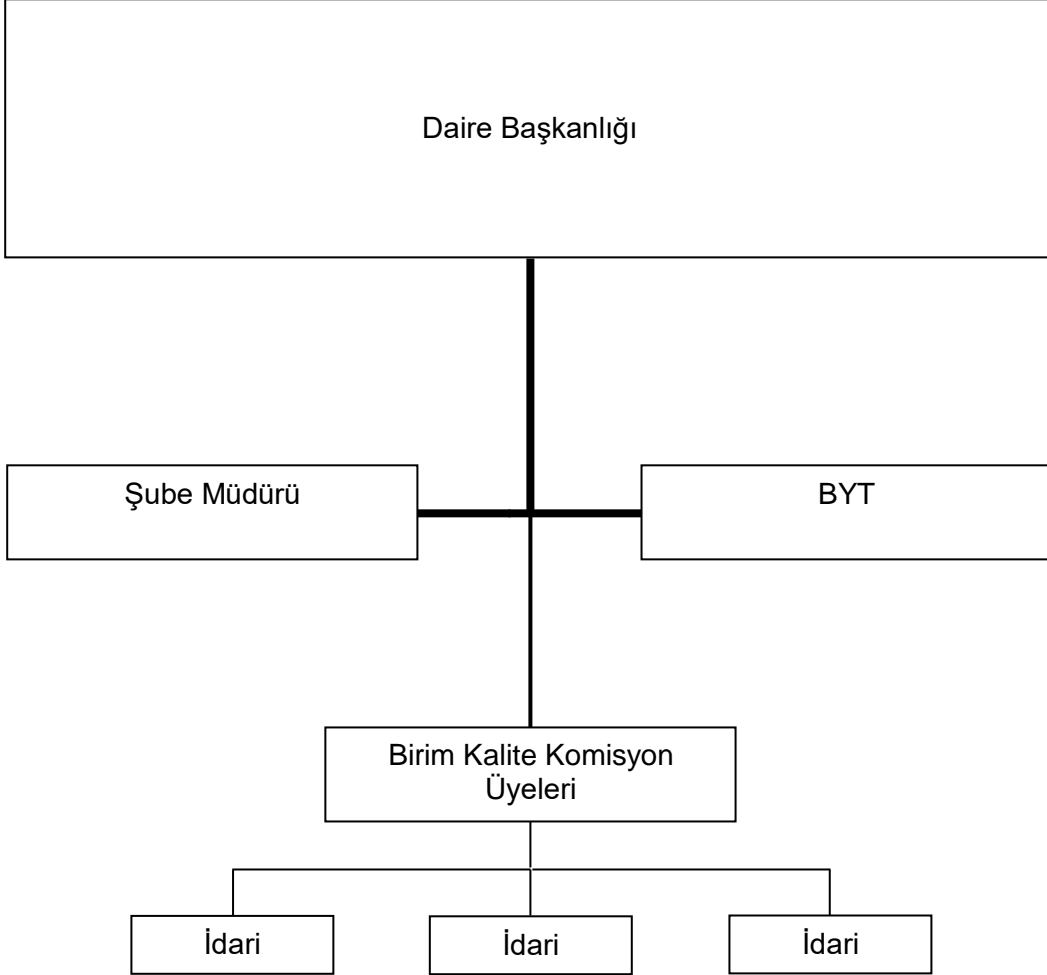 Daire Başkanlığı
Şube Müdürü
BYT
Birim Kalite Komisyon
Üyeleri
İdari
İdari
İdari